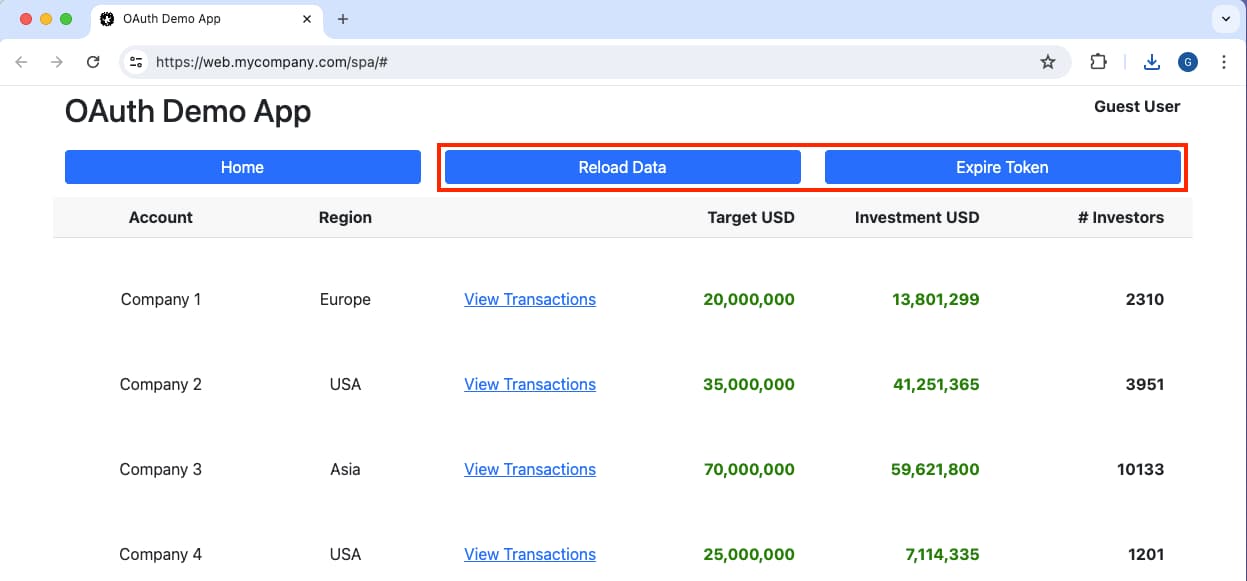 OAuth Demo App
https://web.mycompany.com/spa/#
G
OAuth Demo App
Guest User
Home Reload Data Expire Token
Account Region Target USD Investment USD # Investors
Company 1 Europe View Transactions 20,000,000 13,801,299 2310
Company 2 USA View Transactions 35,000,000 41,251,365 3951
Company 3 Asia View Transactions 70,000,000 59,621,800 10133
Company 4 USA View Transactions 25,000,000 7,114,335 1201